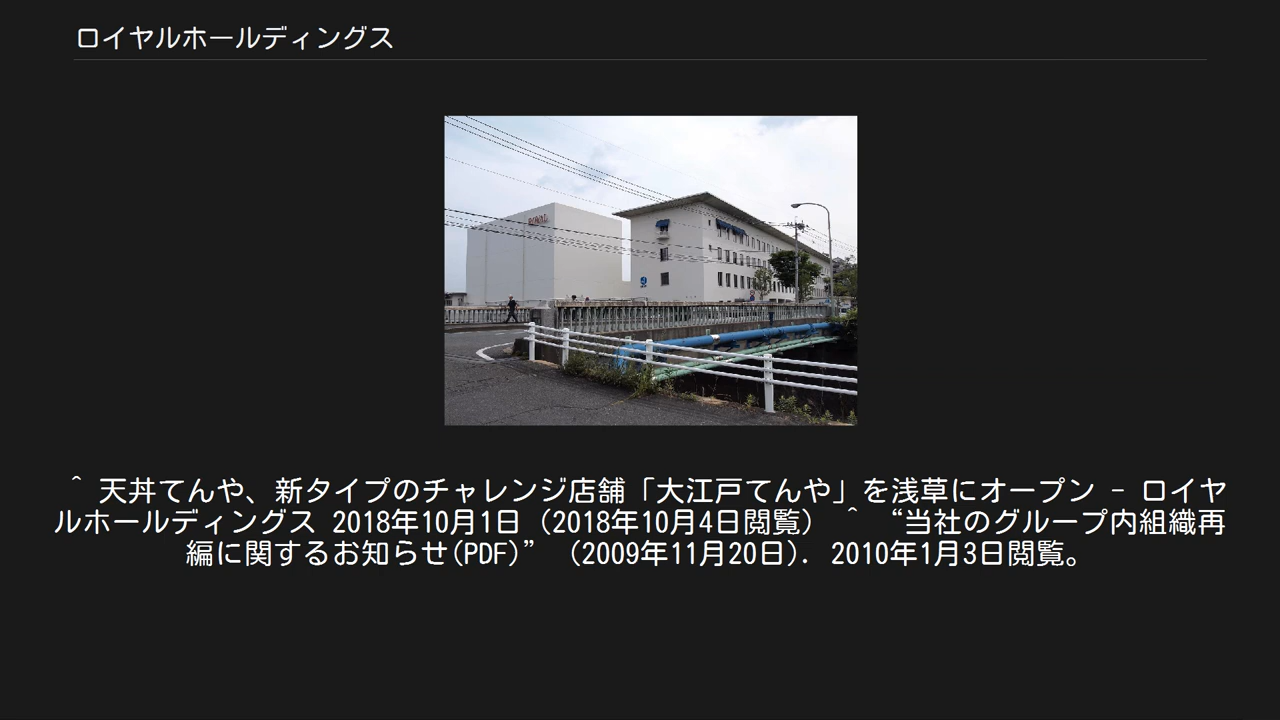 ロイヤルホールディングス
ROYAL
^ 天丼てんや、新タイプのチャレンジ店舗「大江戸てんや」を浅草にオープン - ロイヤ
ルホールディングス 2018年10月1日（2018年10月4日閲覧） ^ “当社のグループ内組織再
編に関するお知らせ(PDF)” （2009年11月20日）. 2010年1月3日閲覧。